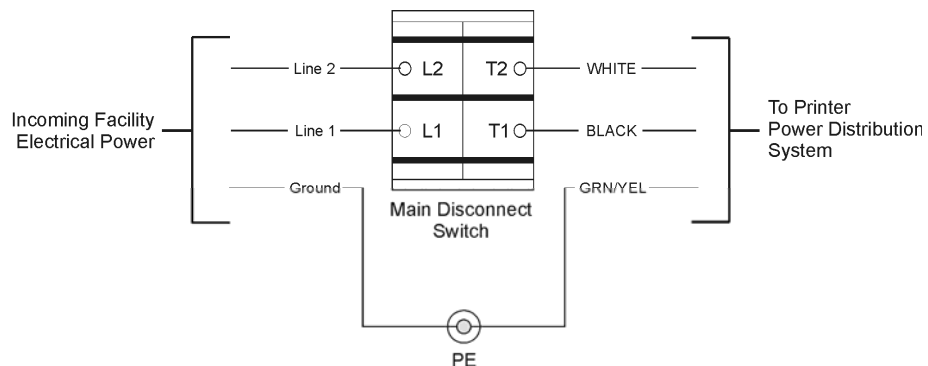 Incoming Facility
Electrical Power
Line 2
L2
T2
WHITE
Line 1
L1
T1
BLACK
Ground
GRN/YEL
To Printer
Power Distribution
System
Main Disconnect
Switch
PE